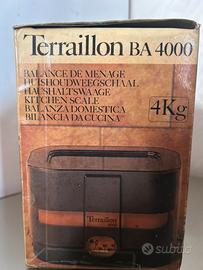 Terraillon BA 4000
BALANCE DE MENAGE
HUISHOUDWEEGSCHAAL
HAUSHALTSWAAGE
KITCHEN SCALE
BALANZA DOMESTICA
BILANCIA DA CUCINA
4Kg
Terraillon
subito